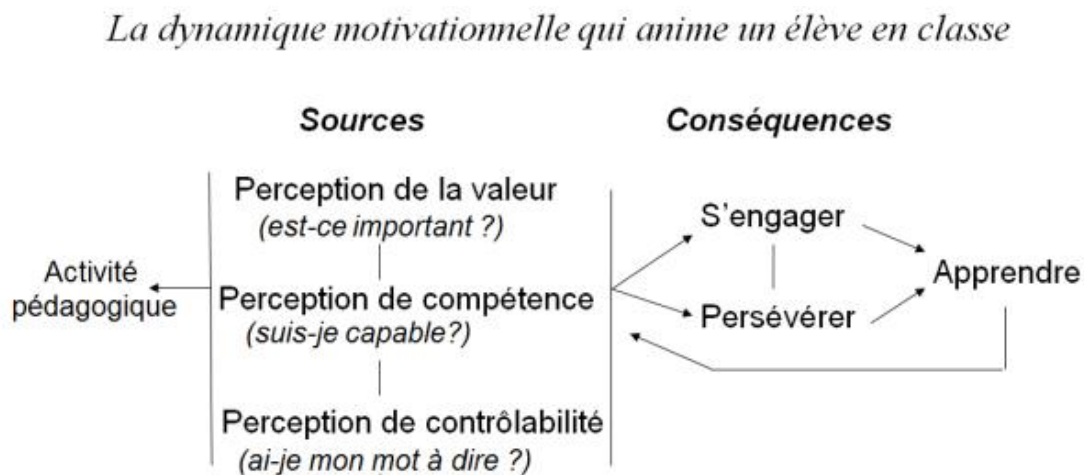 La dynamique motivationnelle qui anime un élève en classe
Sources
Conséquences
Activité
pédagogique
Perception de la valeur
(est-ce important ?)
Perception de compétence
(suis-je capable?)
Perception de contrôlabilité
(ai-je mon mot à dire ?)
S'engager
Persévérer
Apprendre